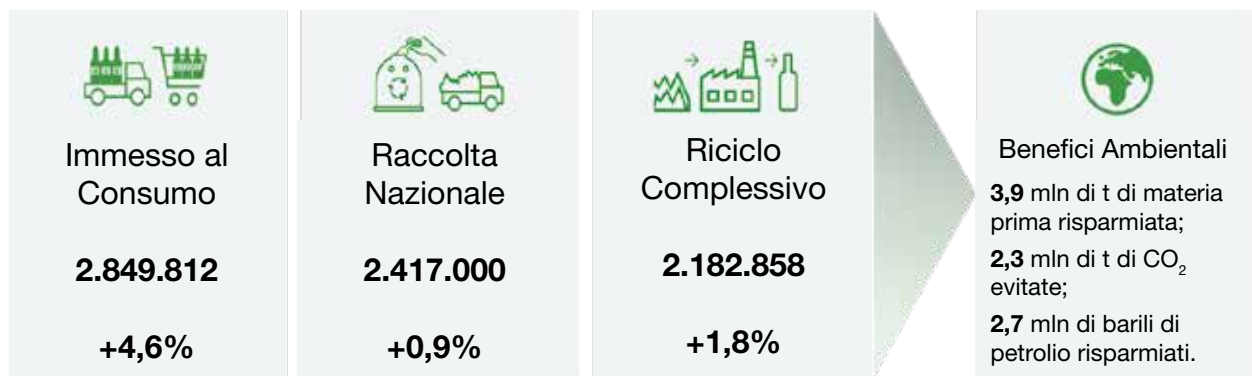 Immesso al
Consumo
2.849.812
+4,6%
Raccolta
Nazionale
2.417.000
+0,9%
Riciclo
Complessivo
2.182.858
+1,8%
Benefici Ambientali
3,9 mln di t di materia
prima risparmiata;
2,3 mln di t di CO₂
evitate;
2,7 mln di barili di
petrolio risparmiati.